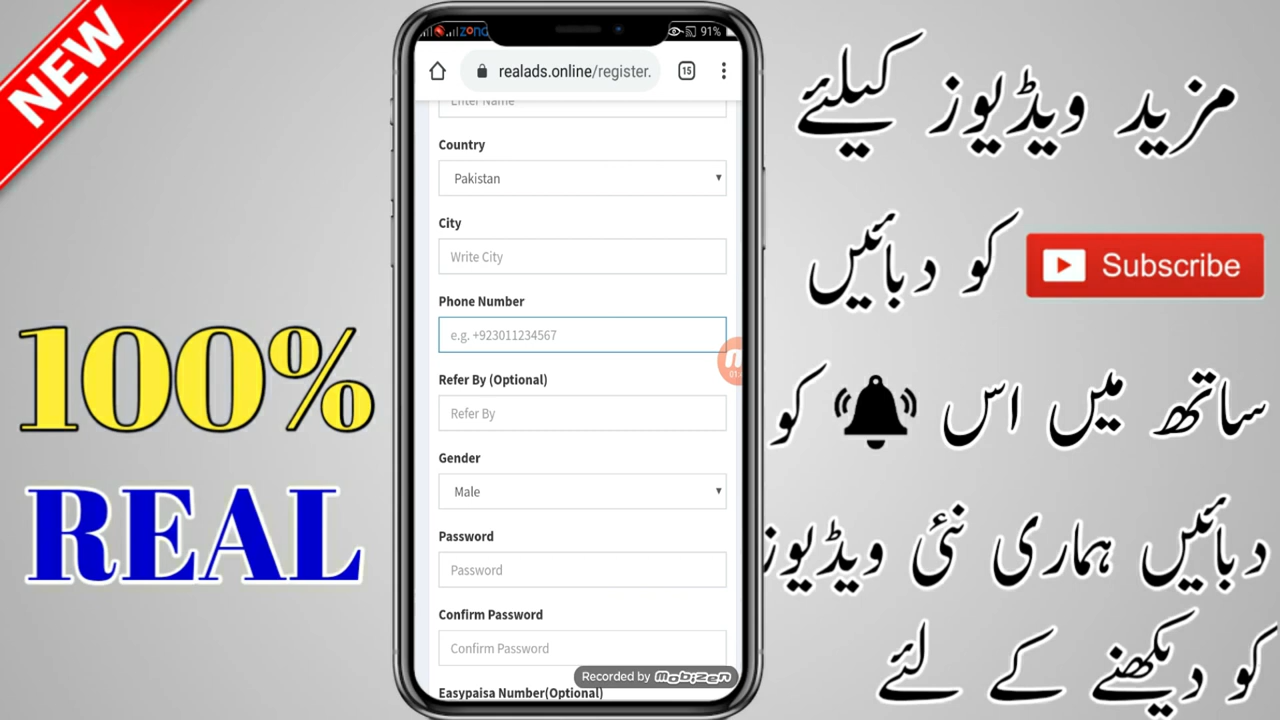 NEW
100%
REAL
zong
91%
realads.online/register.
15
Enter Name
Country
Pakistan
City
Write City
Phone Number
e.g. +923011234567
Refer By (Optional)
Refer By
Gender
Male
Password
Password
Confirm Password
Confirm Password
Easypaisa Number(Optional)
Recorded by mobizen
مزید ویڈیوز کیلئے
Subscribe کو دبائیں
ساتھ میں اس کو
دبائیں ہماری نئی ویڈیوز
کو دیکھنے کے لئے